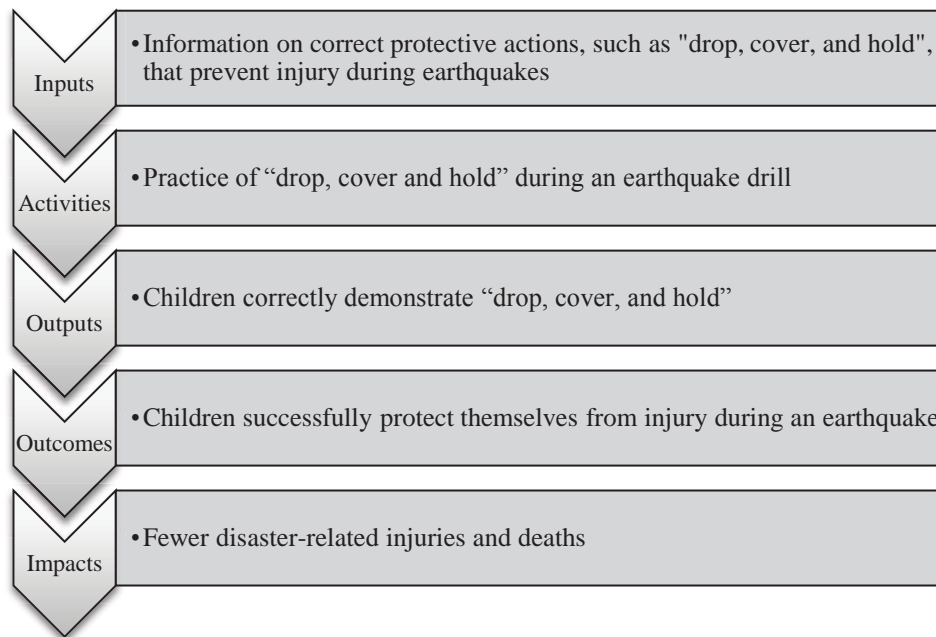 Inputs
•Information on correct protective actions, such as "drop, cover, and hold",
that prevent injury during earthquakes
Activities
•Practice of “drop, cover and hold” during an earthquake drill
Outputs
•Children correctly demonstrate “drop, cover, and hold”
Outcomes
•Children successfully protect themselves from injury during an earthquake
Impacts
•Fewer disaster-related injuries and deaths